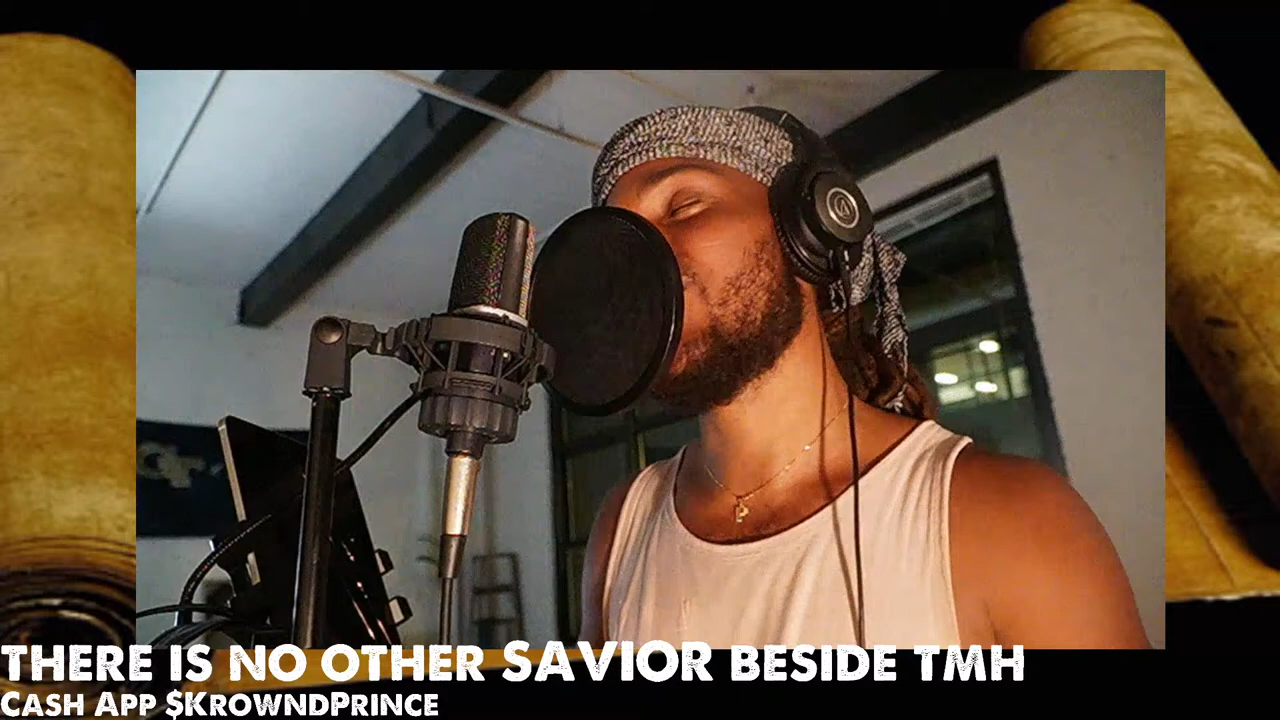 THERE IS NO OTHER SAVIOR BESIDE TMH
CASH APP $KROWNDPRINCE